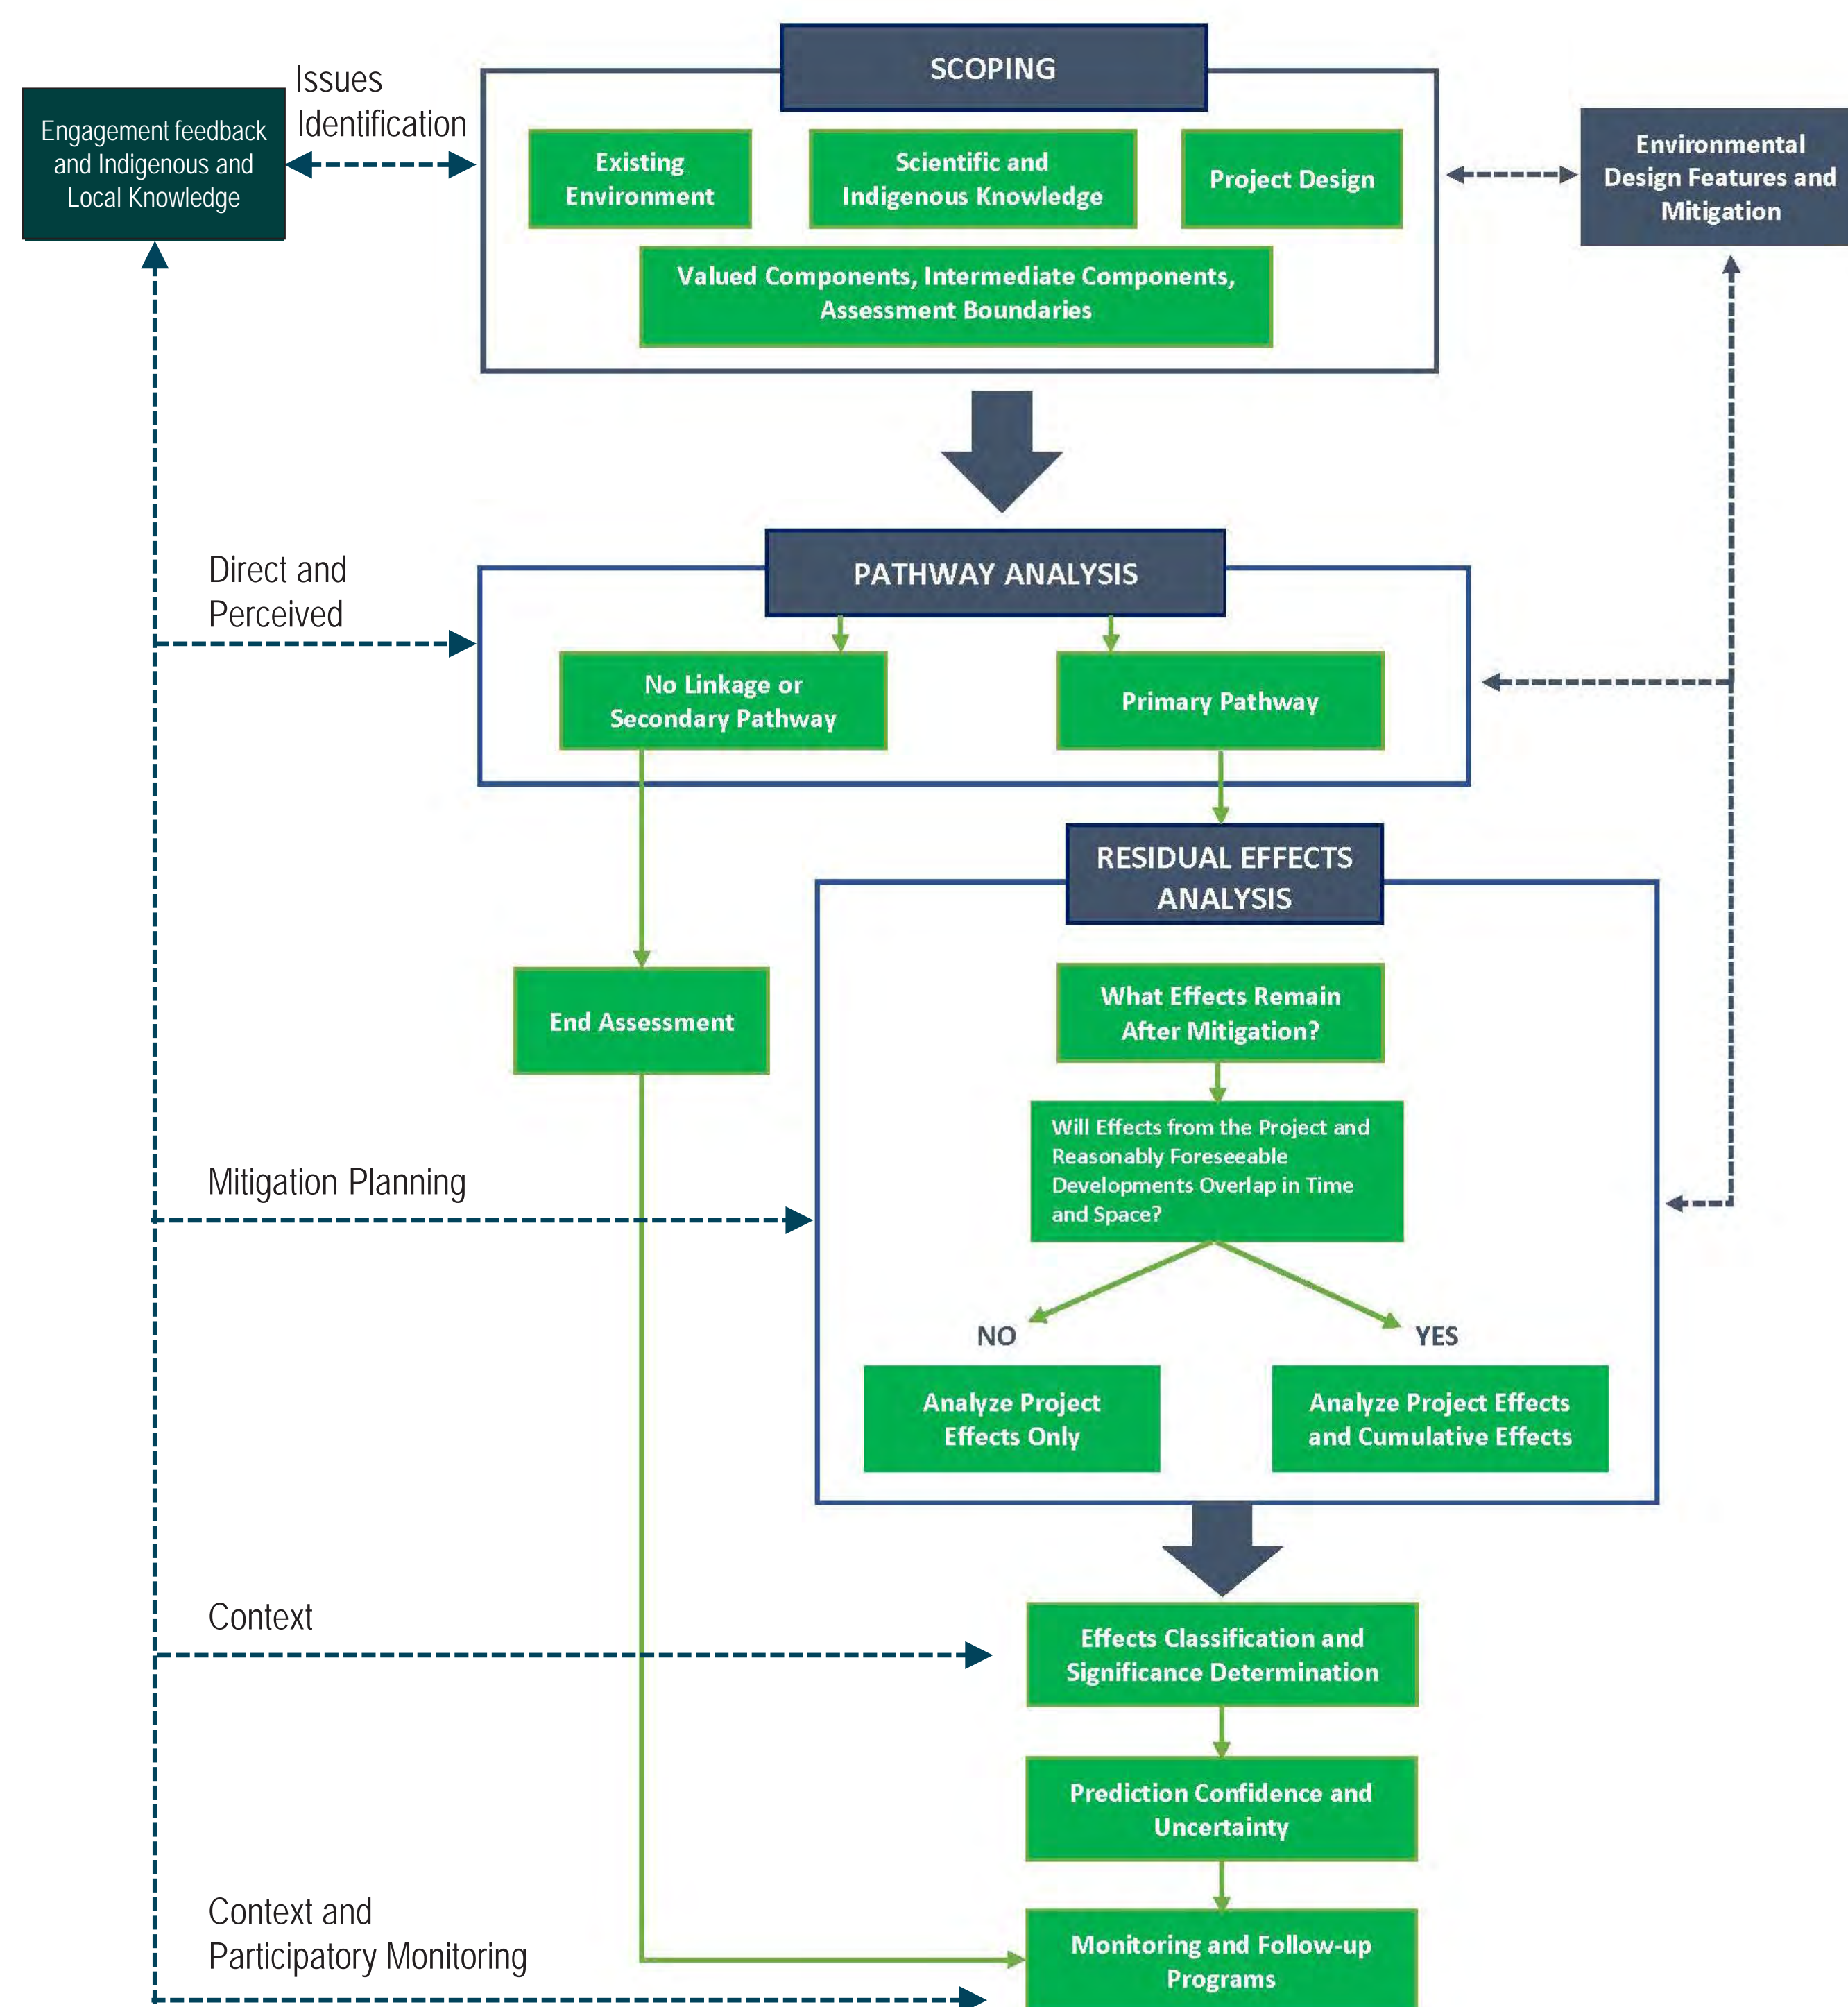 SCOPING
Issues
Identification
Engagement feedback
and Indigenous and
Local Knowledge
Existing
Environment
Scientific and
Indigenous Knowledge
Project Design
Environmental
Design Features and
Mitigation
Valued Components, Intermediate Components,
Assessment Boundaries
Direct and
Perceived
PATHWAY ANALYSIS
No Linkage or
Secondary Pathway
Primary Pathway
RESIDUAL EFFECTS
ANALYSIS
End Assessment
What Effects Remain
After Mitigation?
Will Effects from the Project and
Reasonably Foreseeable
Developments Overlap in Time
and Space?
Mitigation Planning
NO
YES
Analyze Project
Effects Only
Analyze Project Effects
and Cumulative Effects
Context
Effects Classification and
Significance Determination
Prediction Confidence and
Uncertainty
Context and
Participatory Monitoring
Monitoring and Follow-up
Programs